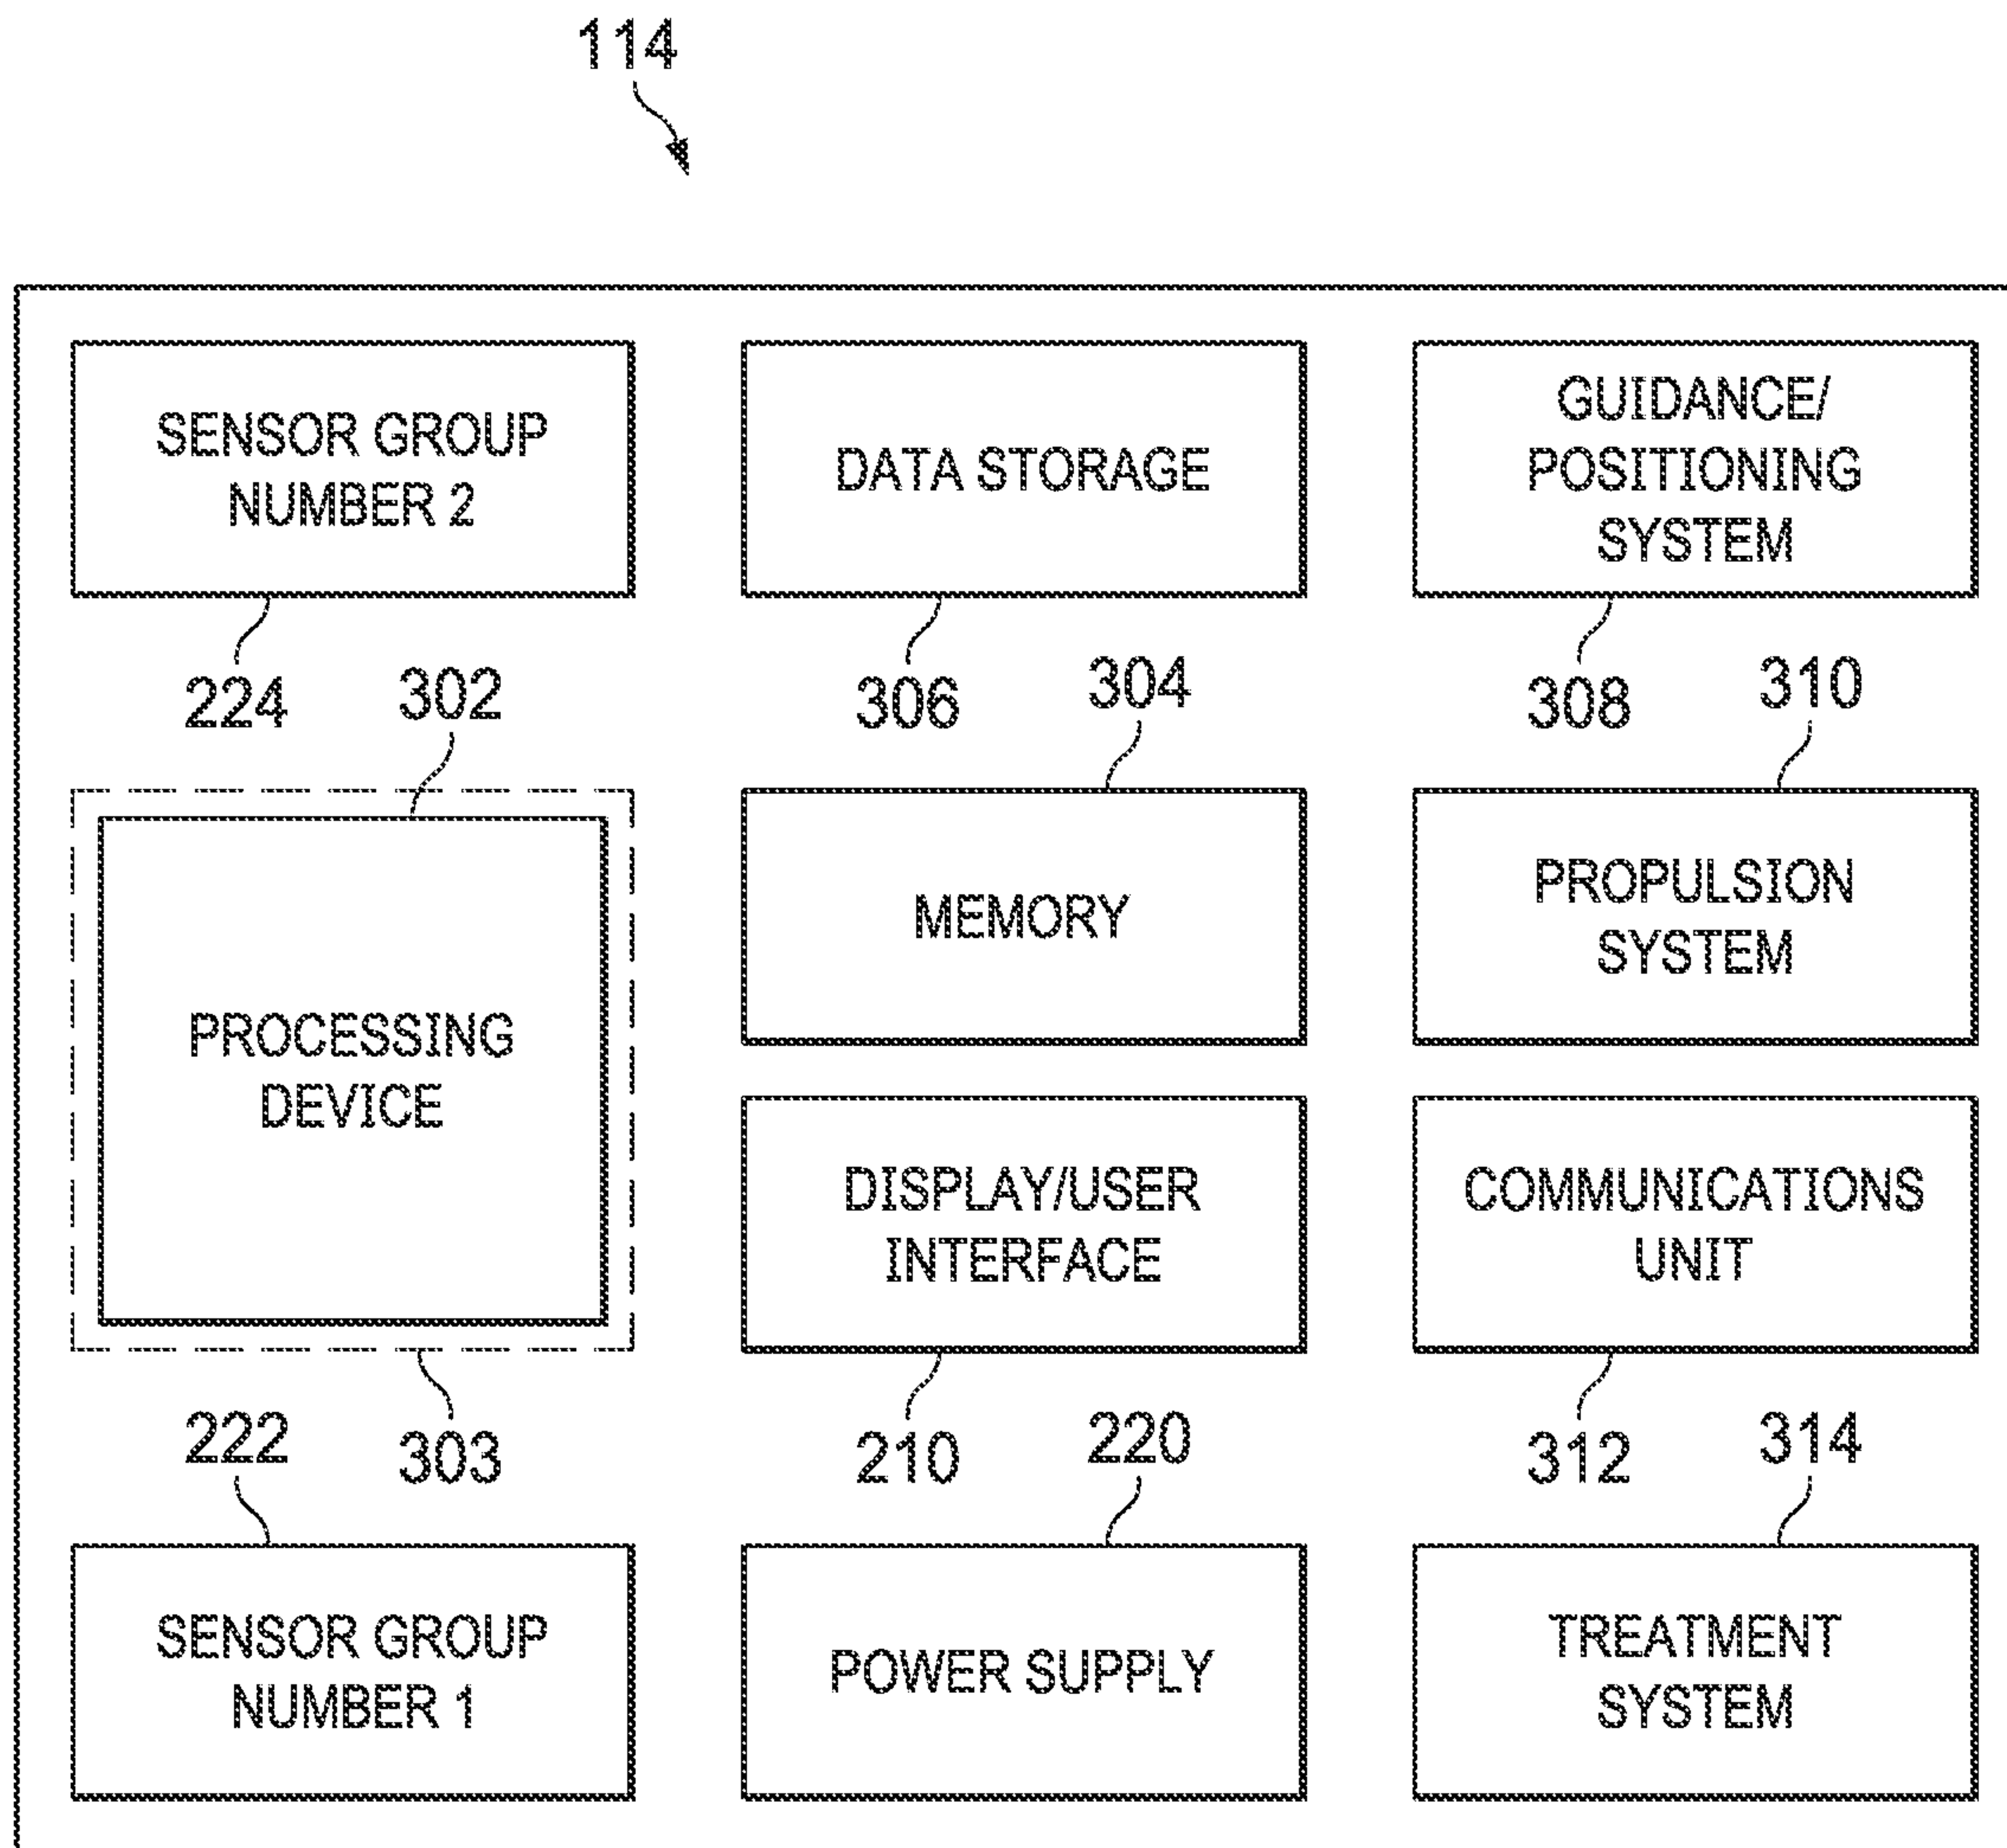 114
SENSOR GROUP
NUMBER 2
DATA STORAGE
GUIDANCE/
POSITIONING
SYSTEM
224
302
306
304
308
310
PROCESSING
DEVICE
MEMORY
PROPULSION
SYSTEM
DISPLAY/USER
INTERFACE
COMMUNICATIONS
UNIT
222
303
210
220
312
314
SENSOR GROUP
NUMBER 1
POWER SUPPLY
TREATMENT
SYSTEM